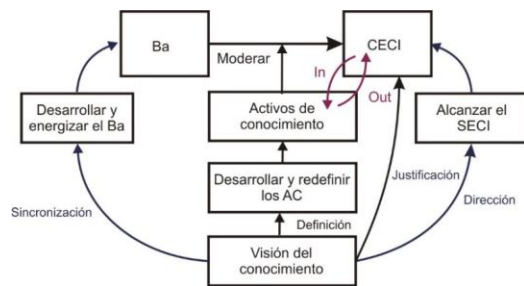 Ba
CECI
Moderar
In
Out
Desarrollar y
energizar el Ba
Activos de
conocimiento
Alcanzar el
SECI
Desarrollar y redefinir
los AC
Justificación
Sincronización
Dirección
Definición
Visión del
conocimiento